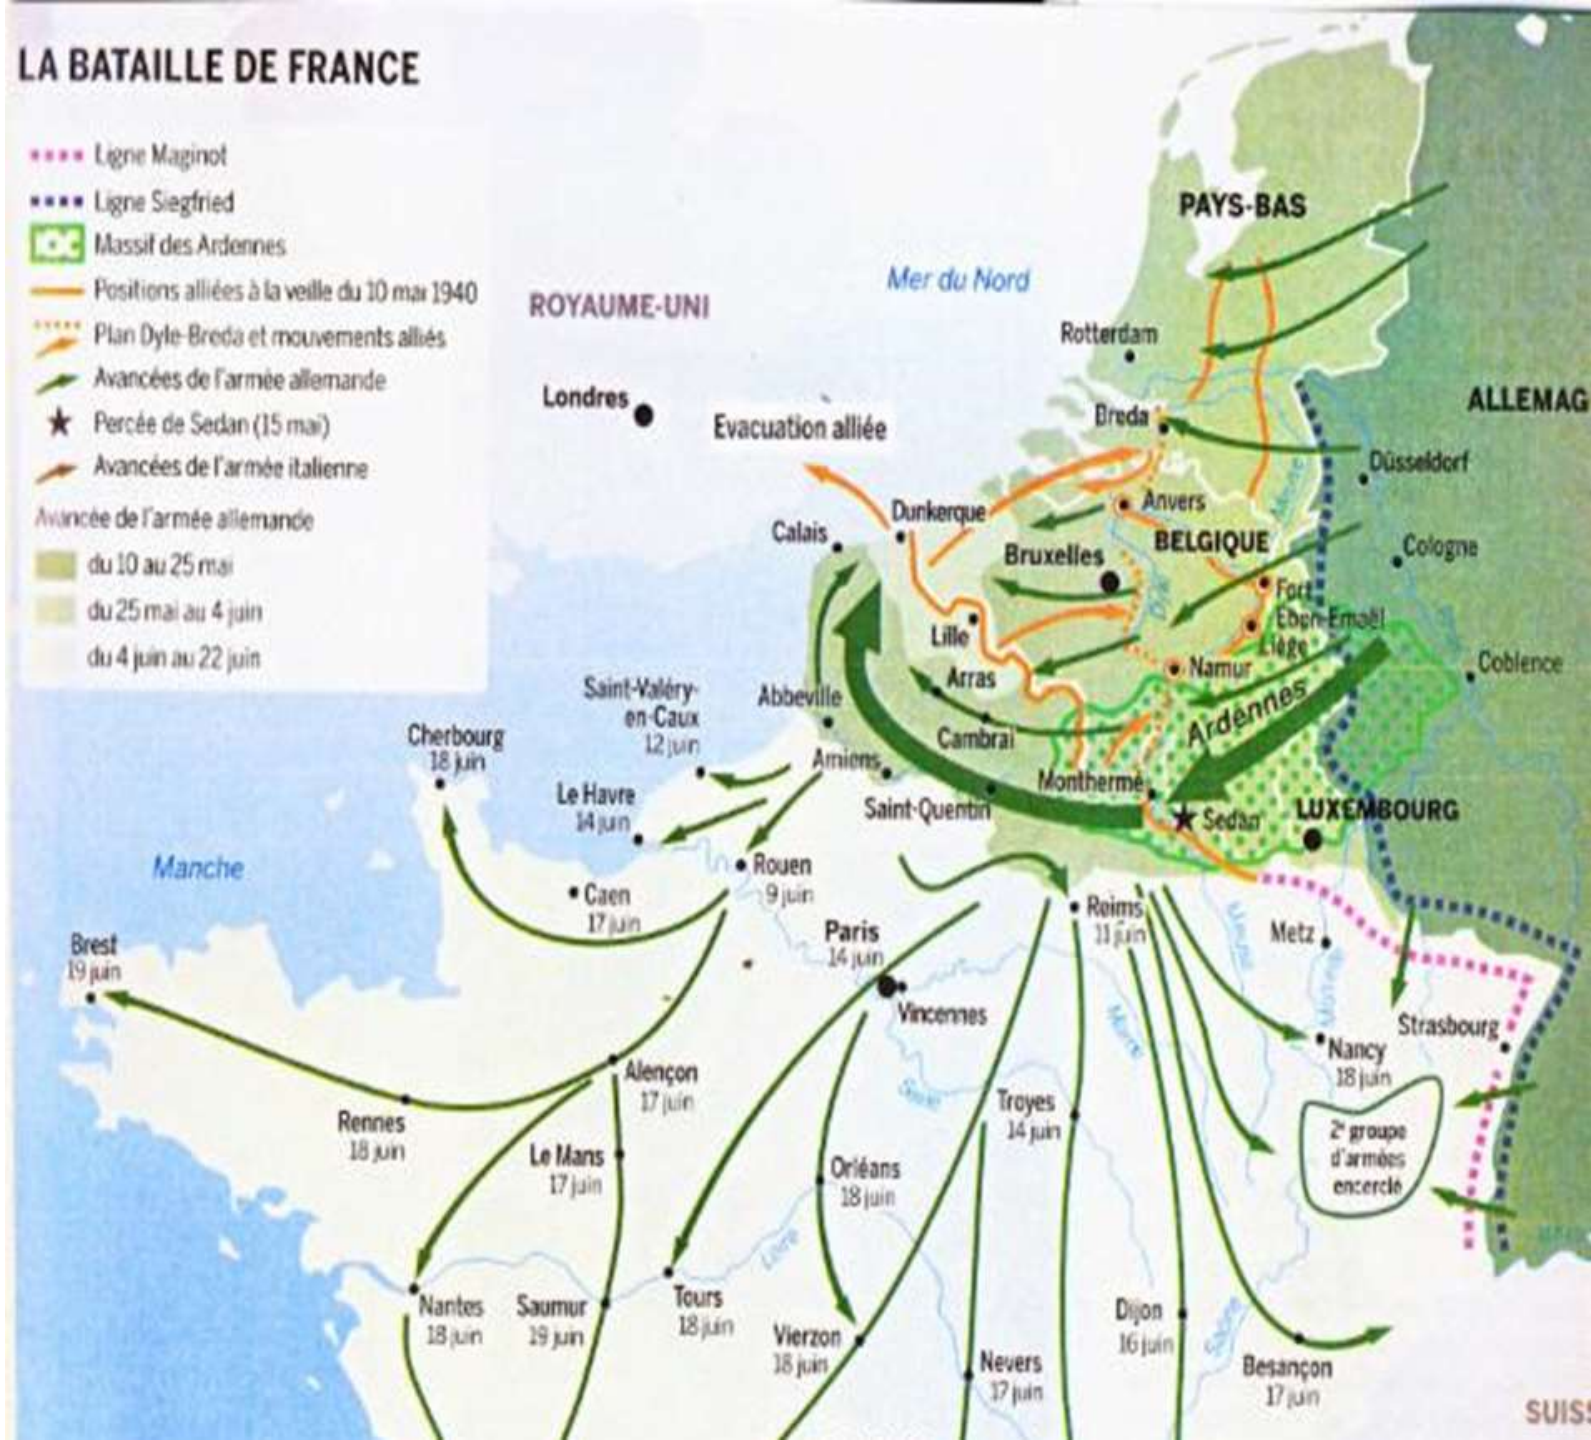 LA BATAILLE DE FRANCE
Ligne Maginot
Ligne Siegfried
Massif des Ardennes
Positions alliées à la veille du 10 mai 1940
Plan Dyle-Breda et mouvements alliés
Avancées de l'armée allemande
Percée de Sedan (15 mai)
Avancées de l'armée italienne
Avancée de l'armée allemande
du 10 au 25 mai
du 25 mai au 4 juin
du 4 juin au 22 juin
PAYS-BAS
Mer du Nord
ROYAUME-UNI
Rotterdam
Londres
ALLEMAG
Evacuation alliée
Breda
Düsseldorf
Meuse
Dunkerque
Anvers
Calais
BELGIQUE
Bruxelles
Cologne
Dyle
Fort
Eben-Emaël
Lille
Liège
Namur
Coblence
Arras
Ardennes
Saint-Valéry-
en-Caux
12 juin
Abbeville
Cherbourg
18 juin
Cambrai
Amiens
Montherme
Le Havre
14 juin
Saint-Quentin
Sedan
LUXEMBOURG
Manche
Rouen
9 juin
Caen
17 juin
Reims
11 juin
Meuse
Metz
Brest
19 juin
Paris
14 juin
Vincennes
Marne
Moselle
Strasbourg
Nancy
18 juin
Alençon
17 juin
Seine
Troyes
14 juin
Rennes
18 juin
2e groupe
d'armées
encerclé
Le Mans
17 juin
Orléans
18 juin
Loire
Nantes
18 juin
Saumur
19 juin
Tours
18 juin
Vierzon
18 juin
Dijon
16 juin
Saône
Nevers
17 juin
Besançon
17 juin
SUISS